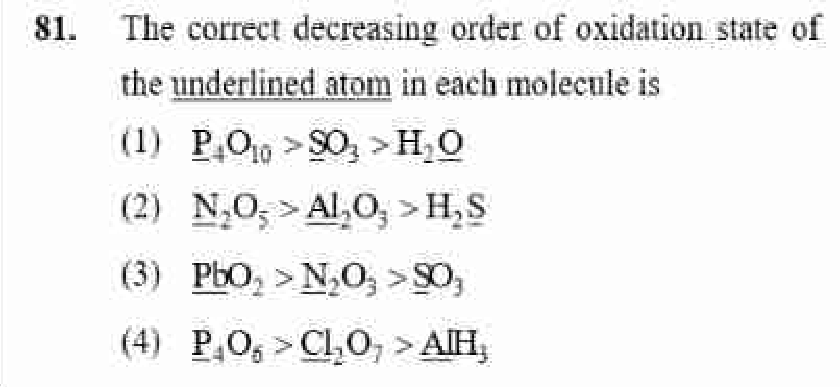 81. The correct decreasing order of oxidation state of
the underlined atom in each molecule is
(1) P₄O₁₀ > SO₃ > H₂O
(2) N₂O₅ > Al₂O₃ > H₂S
(3) PbO₂ > N₂O₃ > SO₃
(4) P₄O₆ > Cl₂O₇ > AlH₃